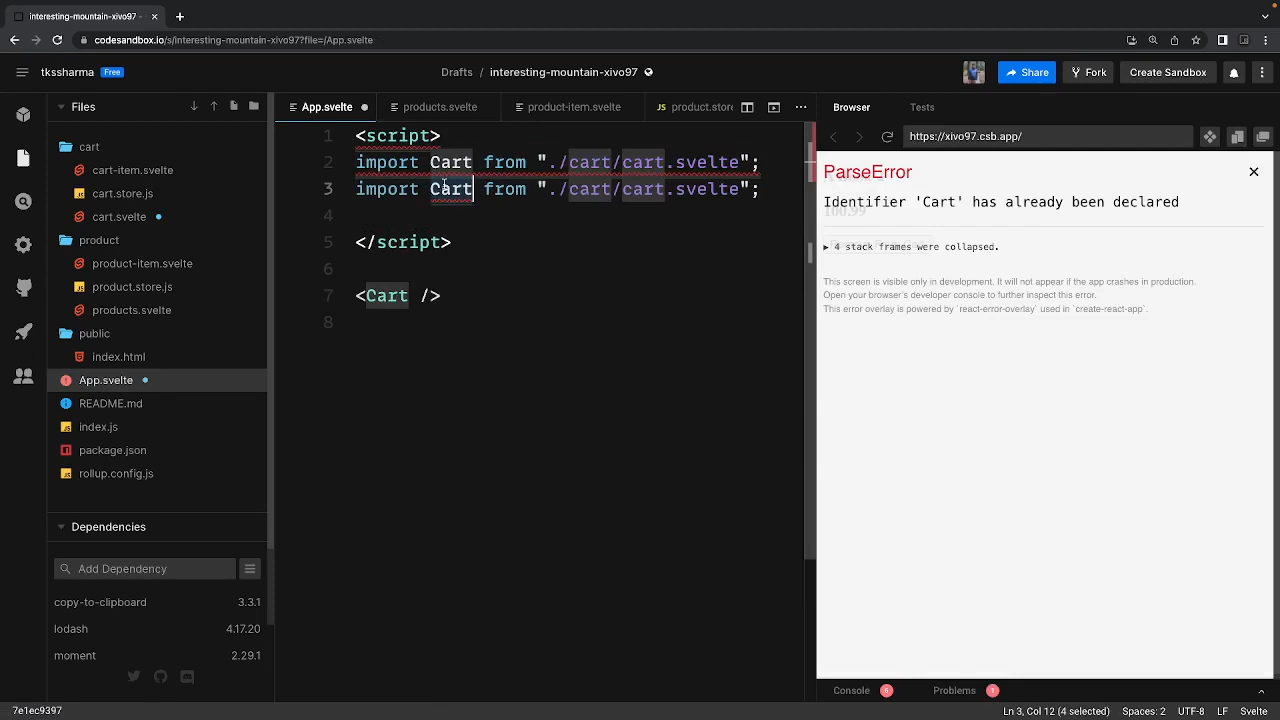 interesting-mountain-xivo97
codesandbox.io/s/interesting-mountain-xivo97?file=/App.svelte
tkssharma Free
Drafts / interesting-mountain-xivo97
Share
Fork
Create Sandbox
Files
cart
cart-item.svelte
cart.store.js
cart.svelte
product
product-item.svelte
product.store.js
products.svelte
public
index.html
App.svelte
README.md
index.js
package.json
rollup.config.js
Dependencies
Add Dependency
copy-to-clipboard 3.3.1
lodash 4.17.20
moment 2.29.1
App.svelte
products.svelte
product-item.svelte
JS product.store
1 <script>
2 import Cart from "./cart/cart.svelte";
3 import Cart from "./cart/cart.svelte";
4
5 </script>
6
7 <Cart />
8
Browser Tests
https://xivo97.csb.app/
ParseError
Identifier 'Cart' has already been declared
100.99
4 stack frames were collapsed.
This screen is visible only in development. It will not appear if the app crashes in production.
Open your browser's developer console to further inspect this error.
This error overlay is powered by `react-error-overlay` used in `create-react-app`.
Console 6 Problems 1
7e1ec9397
Ln 3, Col 12 (4 selected) Spaces: 2 UTF-8 LF Svelte